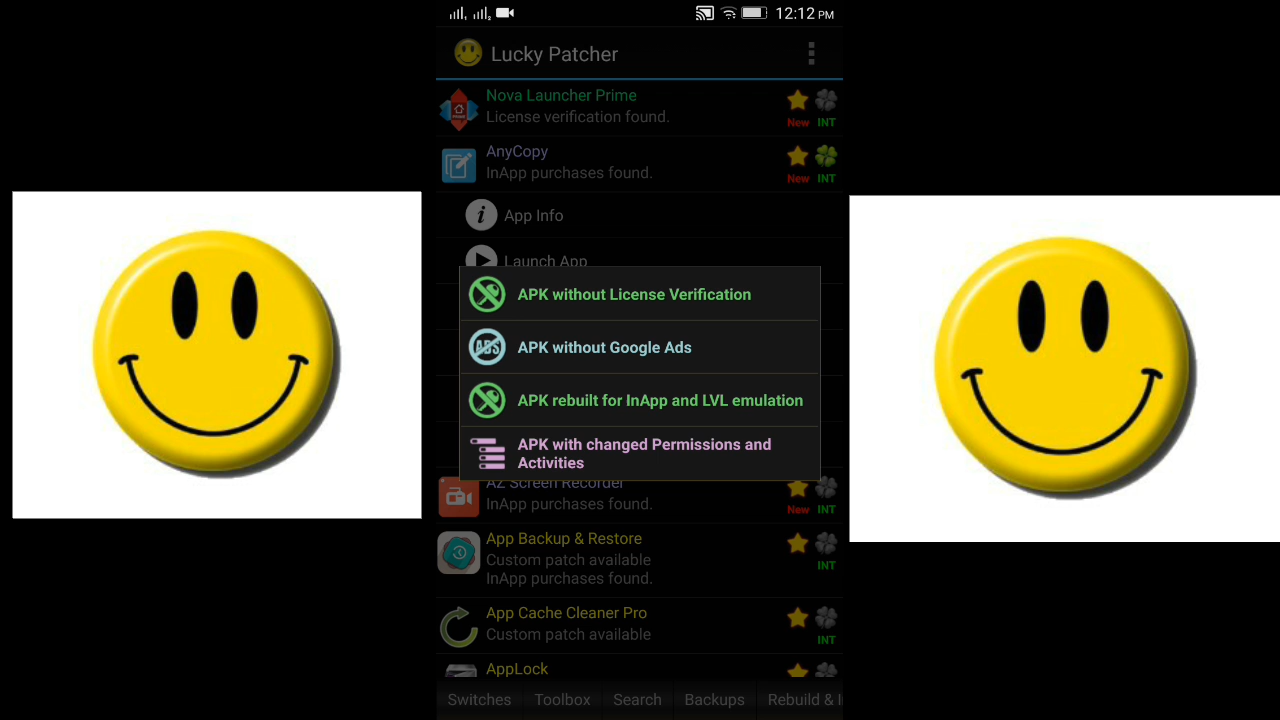 12:12 PM
Lucky Patcher
Nova Launcher Prime
License verification found.
New INT
AnyCopy
InApp purchases found.
New INT
App Info
Launch App
APK without License Verification
ADS
APK without Google Ads
APK rebuilt for InApp and LVL emulation
APK with changed Permissions and
Activities
AZ Screen Recorder
InApp purchases found.
New INT
App Backup & Restore
Custom patch available
InApp purchases found.
INT
App Cache Cleaner Pro
Custom patch available
INT
AppLock
Switches Toolbox Search Backups Rebuild & I